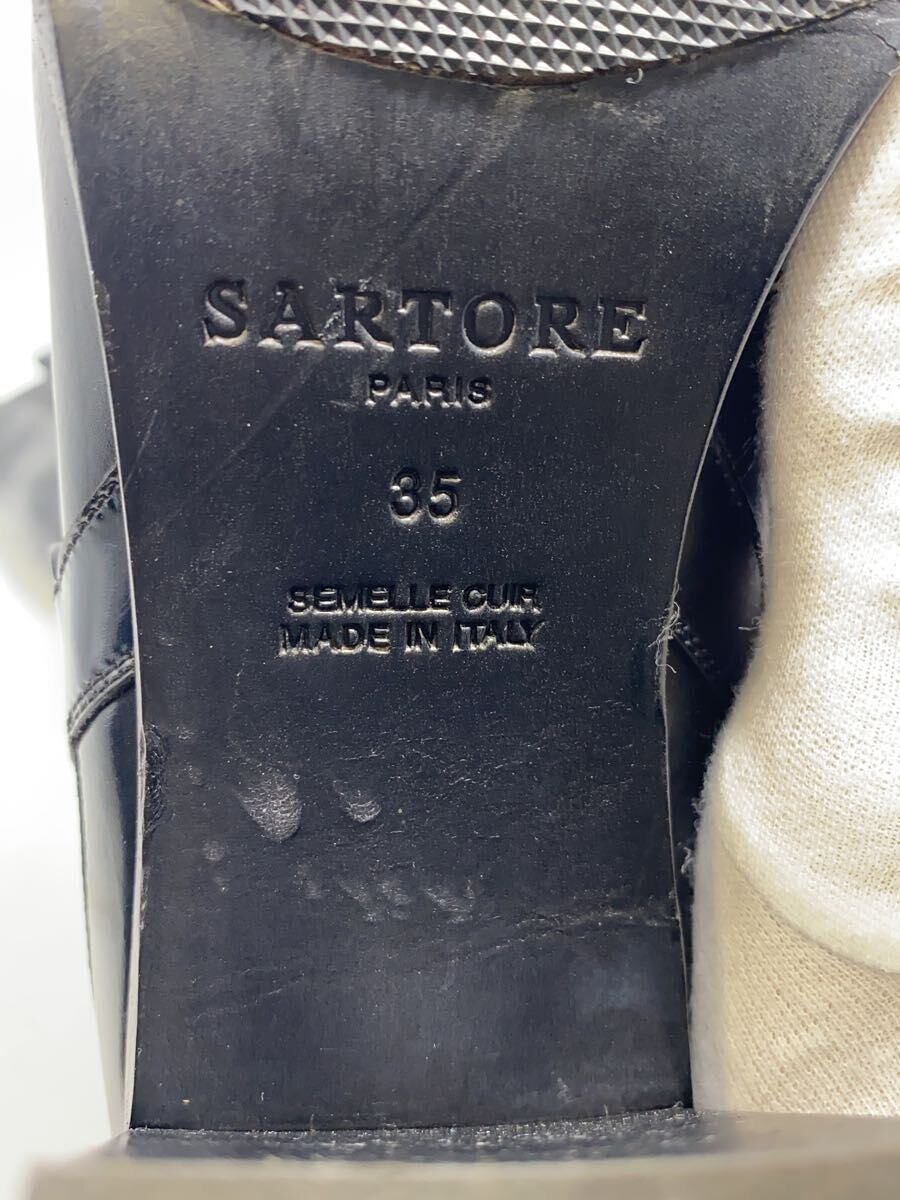 SARTORE
PARIS
35
SEMELLE CUIR
MADE IN ITALY